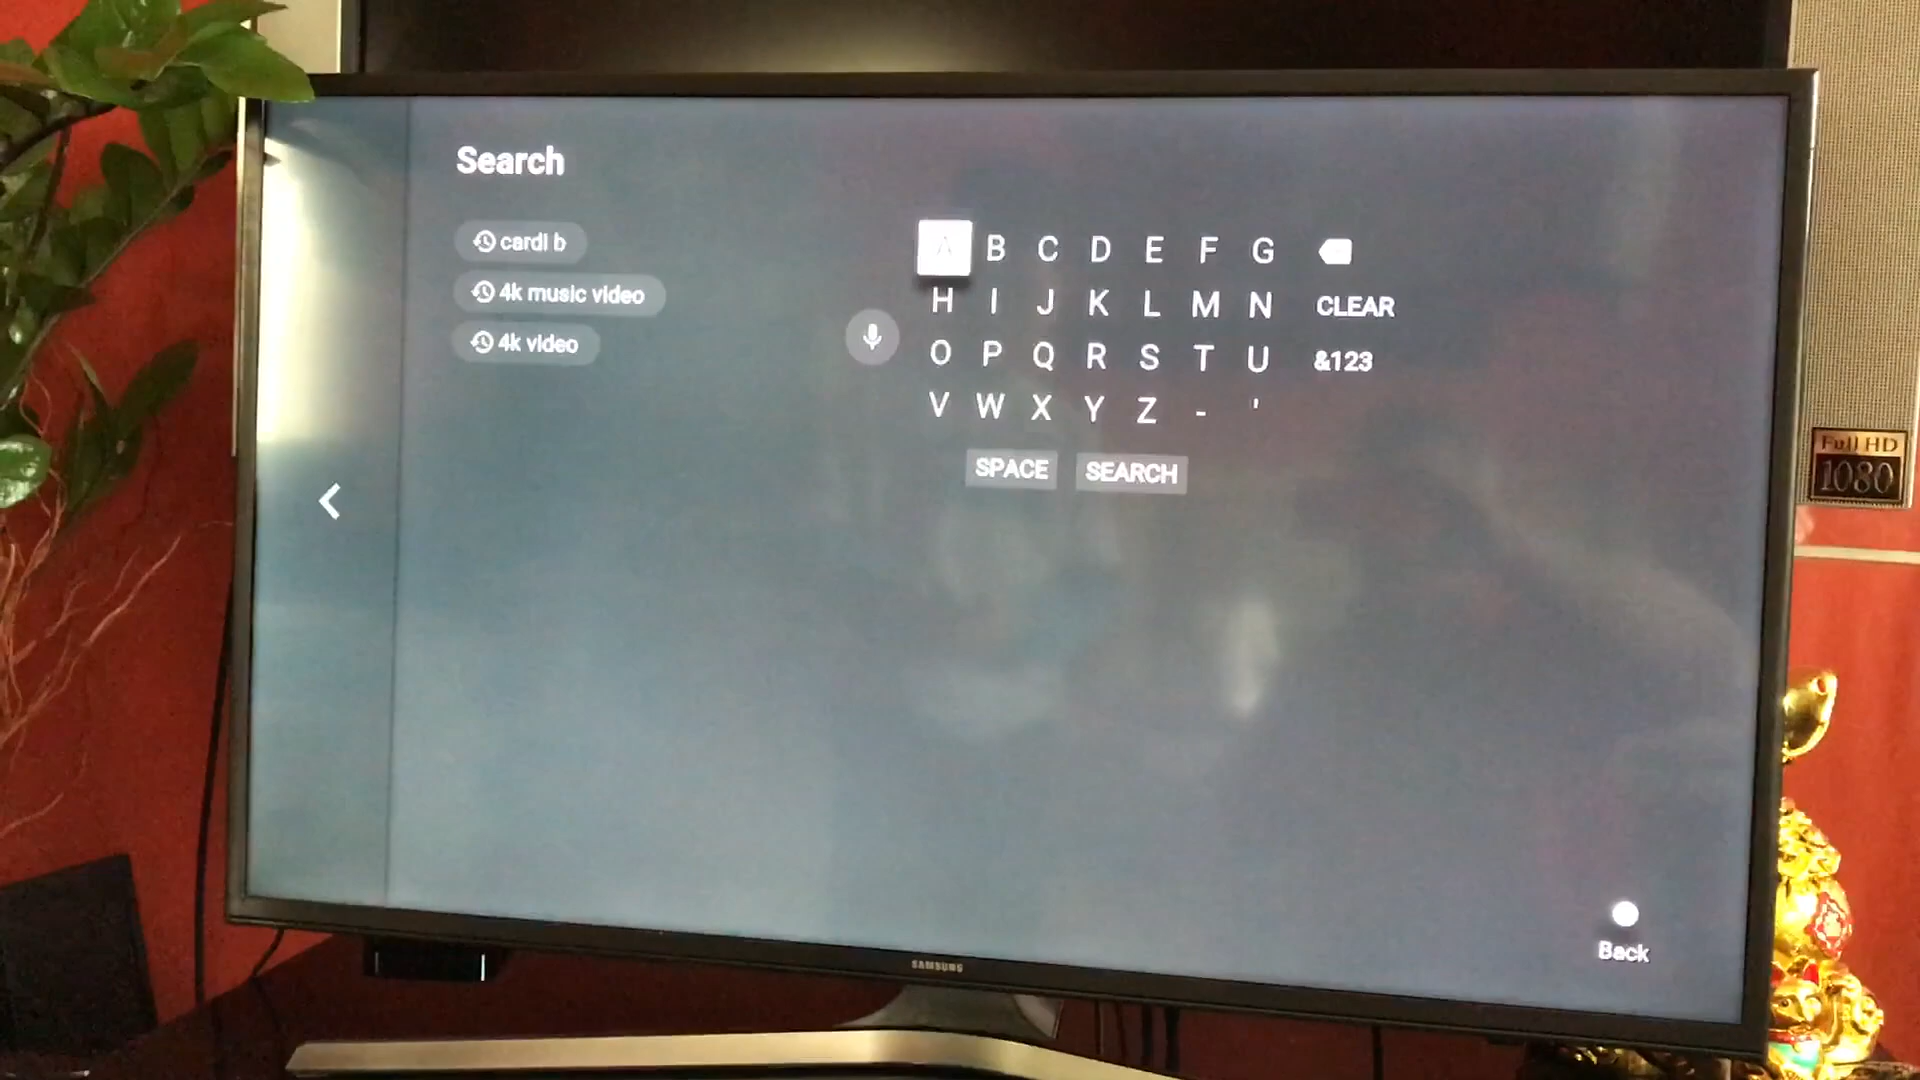 Search
cardi b
4k music video
4k video
A B C D E F G
H I J K L M N CLEAR
O P Q R S T U &123
V W X Y Z - '
SPACE SEARCH
Back
SAMSUNG
Full HD
1080